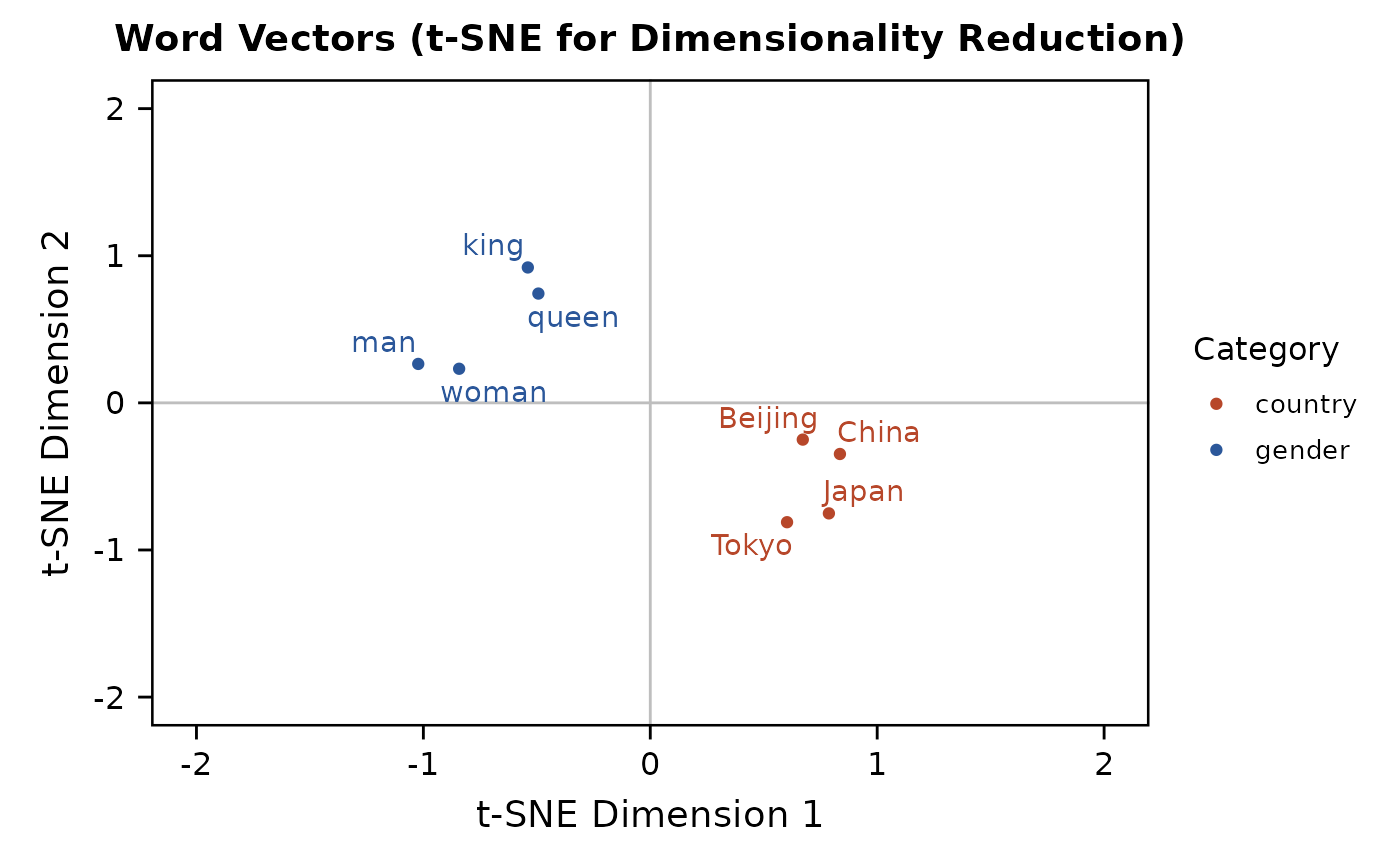 Word Vectors (t-SNE for Dimensionality Reduction)
t-SNE Dimension 2
2
1
0
-1
-2
king
queen
man
woman
Beijing
China
Japan
Tokyo
-2
-1
0
1
2
t-SNE Dimension 1
Category
country
gender